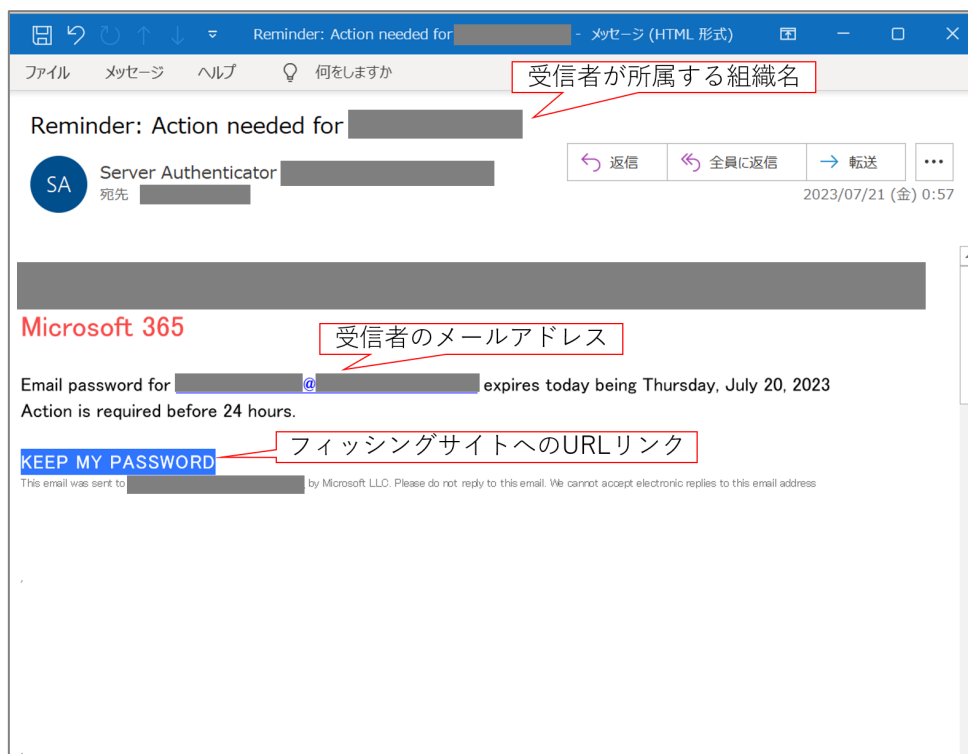 Reminder: Action needed for - メッセージ (HTML 形式)
ファイル メッセージ ヘルプ 何をしますか
受信者が所属する組織名
Reminder: Action needed for
SA
Server Authenticator
宛先
返信 全員に返信 転送
2023/07/21 (金) 0:57
Microsoft 365
受信者のメールアドレス
Email password for @ expires today being Thursday, July 20, 2023
Action is required before 24 hours.
フィッシングサイトへのURLリンク
KEEP MY PASSWORD
This email was sent to by Microsoft LLC. Please do not reply to this email. We cannot accept electronic replies to this email address